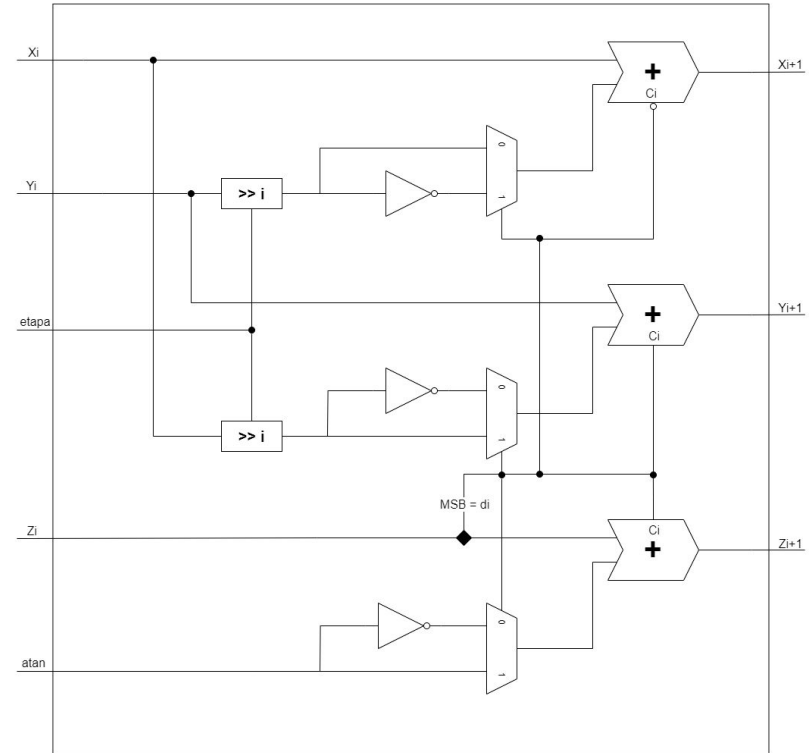 Xi
+
Ci
Xi+1
0
1
Yi
>> i
+
Ci
Yi+1
etapa
0
1
>> i
MSB = di
Zi
Ci
+
Zi+1
0
1
atan